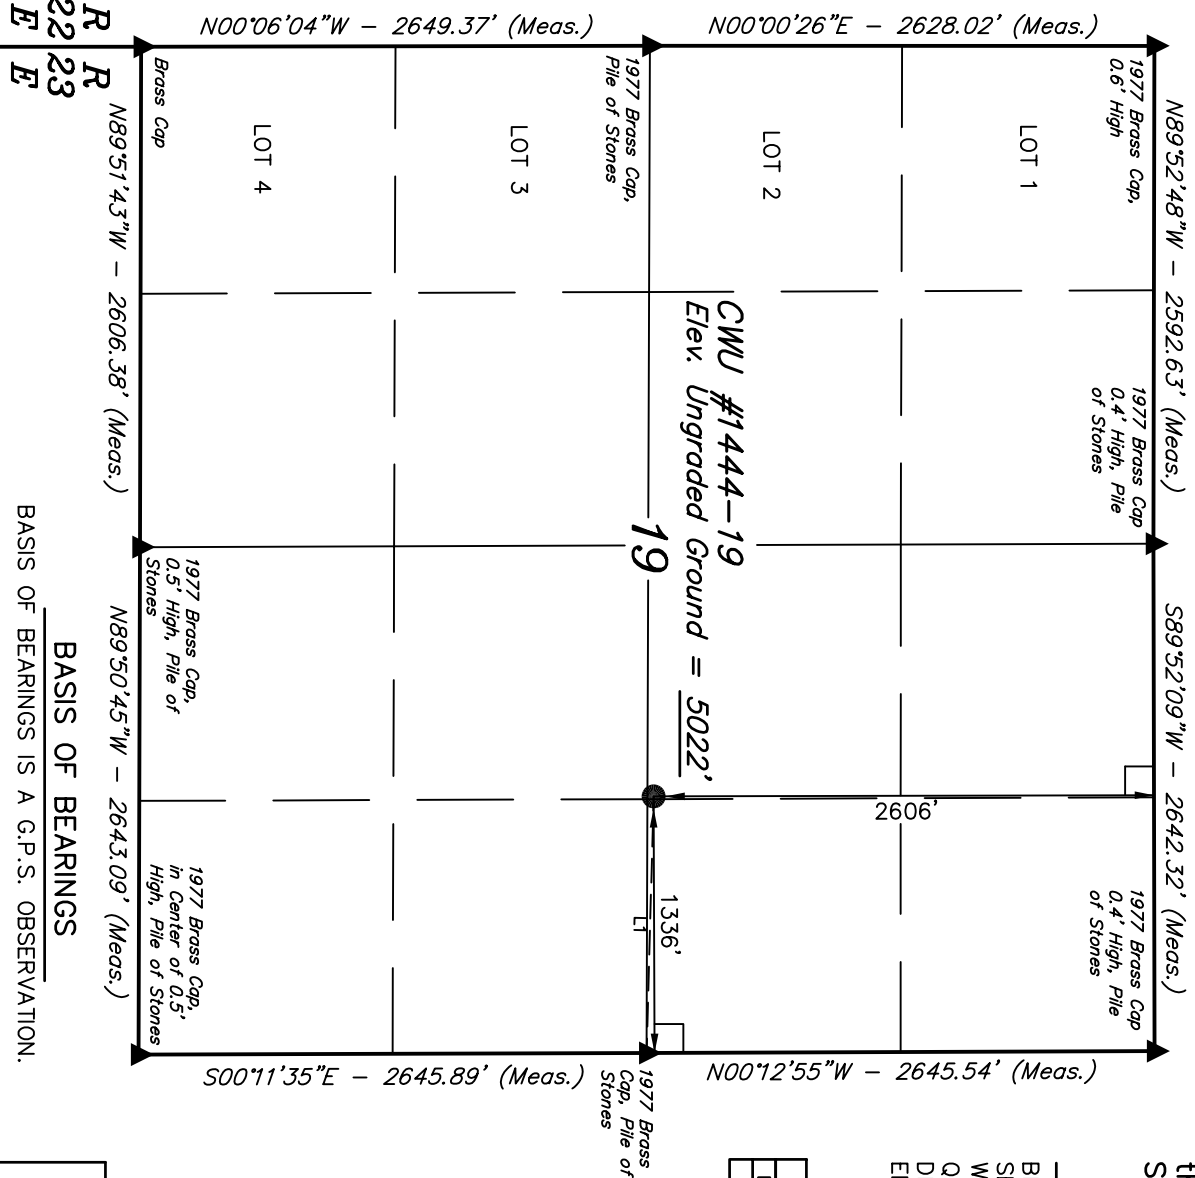 N89°52'48"W - 2592.63' (Meas.)
S89°52'09"W - 2642.32' (Meas.)
1977 Brass Cap,
0.6' High
1977 Brass Cap
0.4' High, Pile
of Stones
1977 Brass Cap
0.4' High, Pile
of Stones
N00°00'26"E - 2628.02' (Meas.)
LOT 1
LOT 2
2606'
N00°12'55"W - 2645.54' (Meas.)
CWU #1444-19
Elev. Ungraded Ground = 5022'
1977 Brass Cap,
Pile of Stones
19
1336'
L1
1977 Brass
Cap, Pile of
Stones
N00°06'04"W - 2649.37' (Meas.)
LOT 3
LOT 4
S00°11'35"E - 2645.89' (Meas.)
Brass Cap
1977 Brass Cap,
0.5' High, Pile of
Stones
1977 Brass Cap,
in Center of 0.5'
High, Pile of Stones
N89°51'43"W - 2606.38' (Meas.)
N89°50'45"W - 2643.09' (Meas.)
R R
22 23
E E
BASIS OF BEARINGS
BASIS OF BEARINGS IS A G.P.S. OBSERVATION.